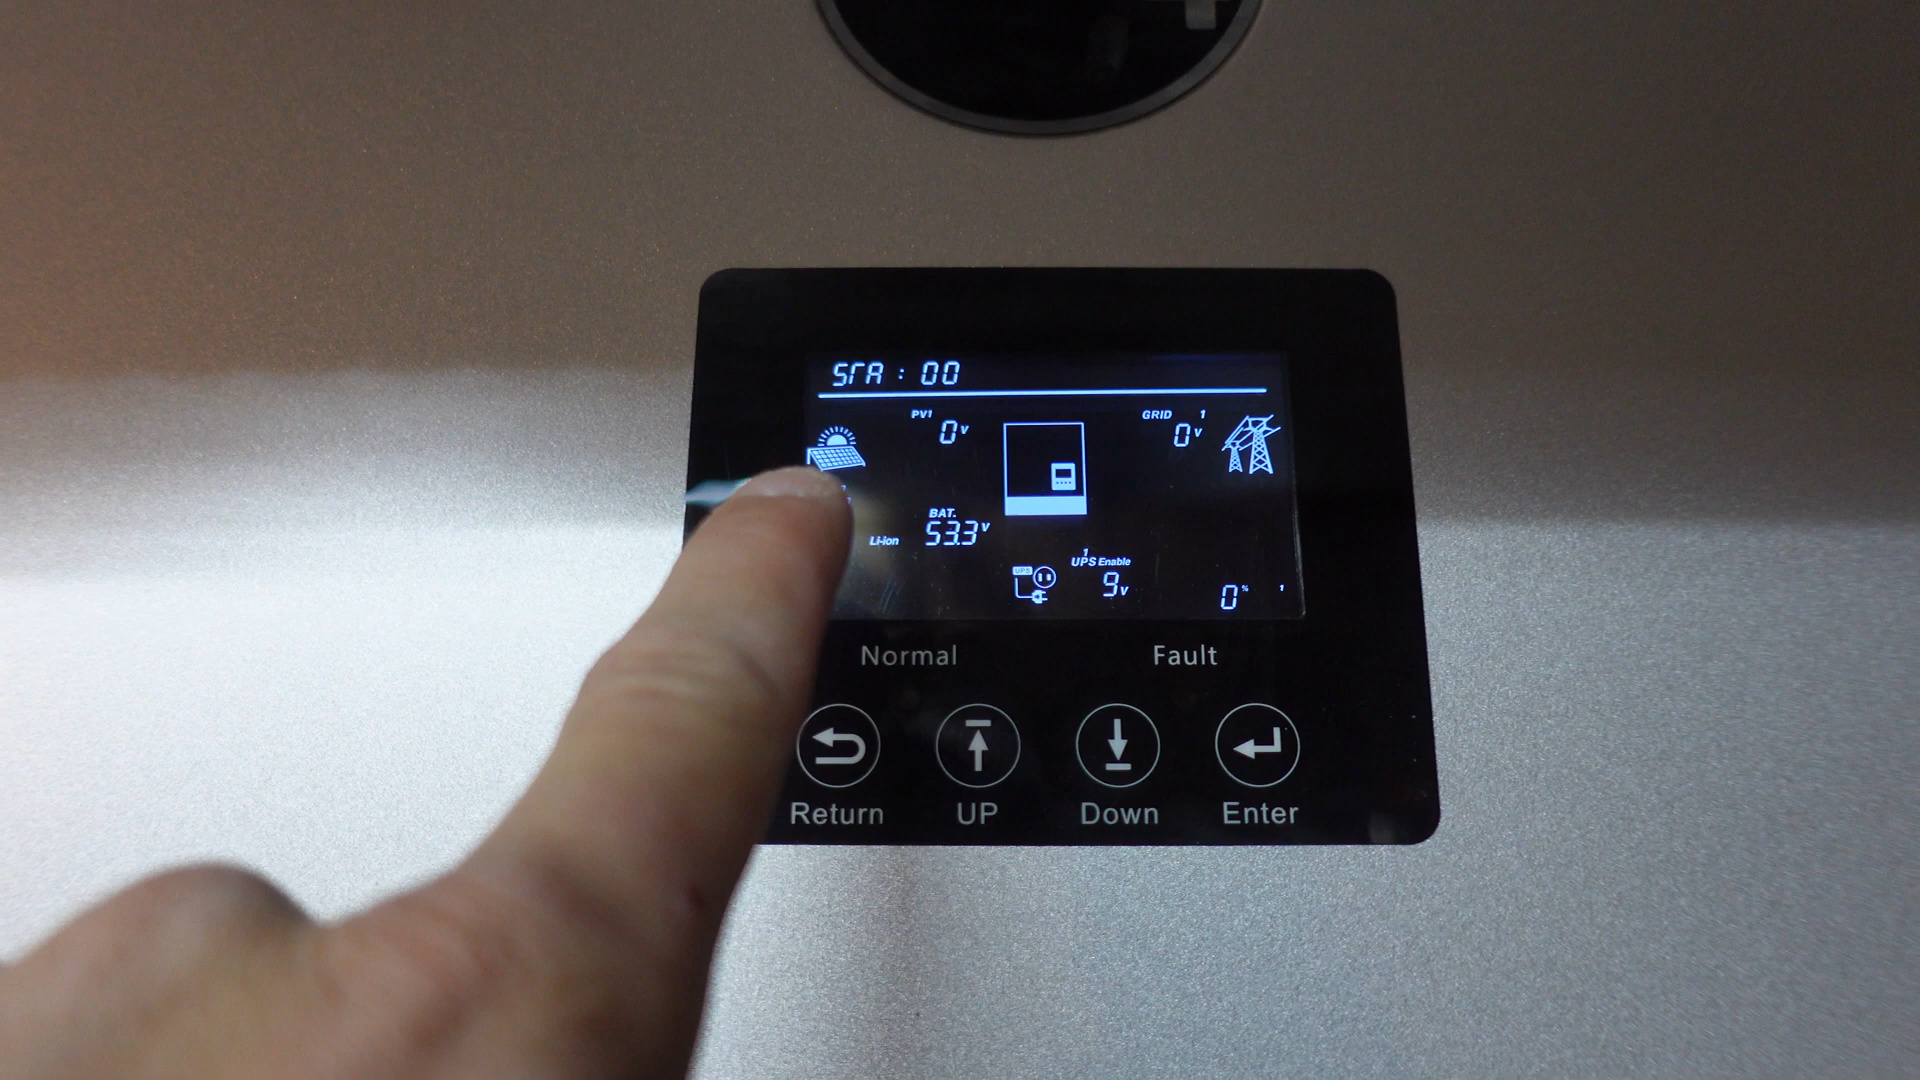 STA : 00
PV1
0V
GRID 1
0V
BAT.
Li-ion 53.3V
1
UPS Enable
UPS
9V
0% 1
Normal Fault
Return UP Down Enter